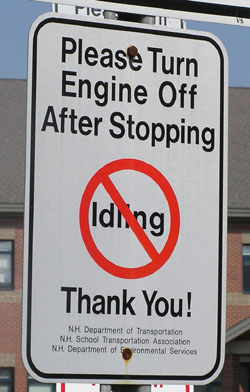 Please
Please Turn
Engine Off
After Stopping
Idling
Thank You!
N.H. Department of Transportation
N.H. School Transportation Association
N.H. Department of Environmental Services